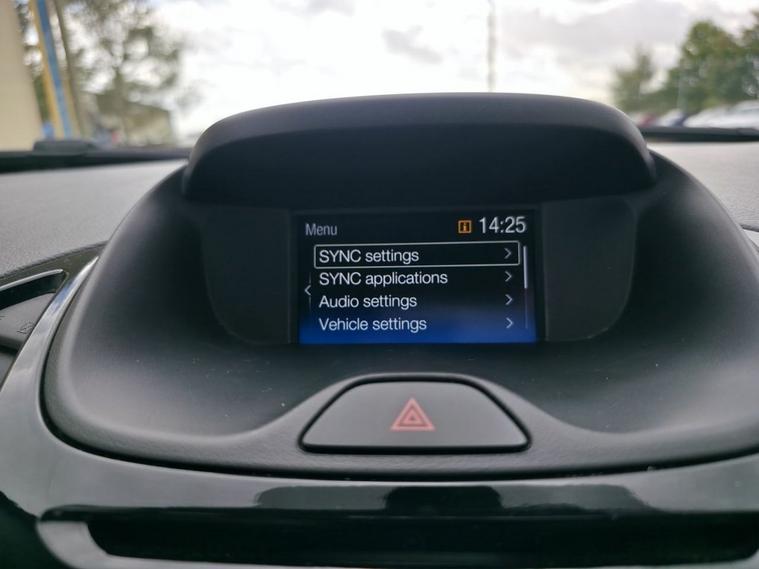 Menu 14:25
SYNC settings
SYNC applications
Audio settings
Vehicle settings